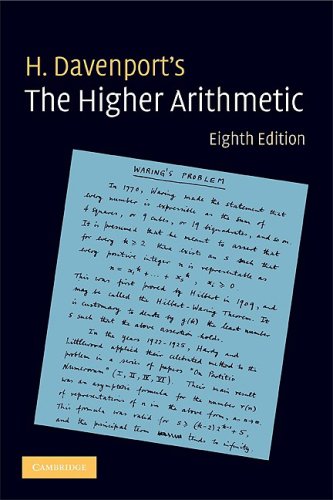 H. Davenport's
The Higher Arithmetic
Eighth Edition
WARING'S PROBLEM
In 1770, Waring made the statement that
every number is expressible as the sum of
4 squares, or 9 cubes, or 19 biquadrates, and so on.
It is presumed that he meant to assert that
for every k ≥ 2 there exists an s such that
every positive integer n is representable as
n = x₁ᵏ + ... + xₛᵏ, xᵢ ≥ 0.
This was first proved by Hilbert in 1909, and
may be called the Hilbert-Waring Theorem. It
is customary to denote by g(k) the least number
s such that the above assertion holds.
In the years 1922-1925, Hardy and
Littlewood applied their celebrated method to the
problem in a series of papers "On Partitio
Numerorum" (I, II, IV, VI). Their main result
was an asymptotic formula for the number r(n)
of representations of n in the above form, as n→∞.
This formula was valid for s ≥ (k-2)2ᵏ⁻¹ + 5,
and the principal term tends to infinity
CAMBRIDGE